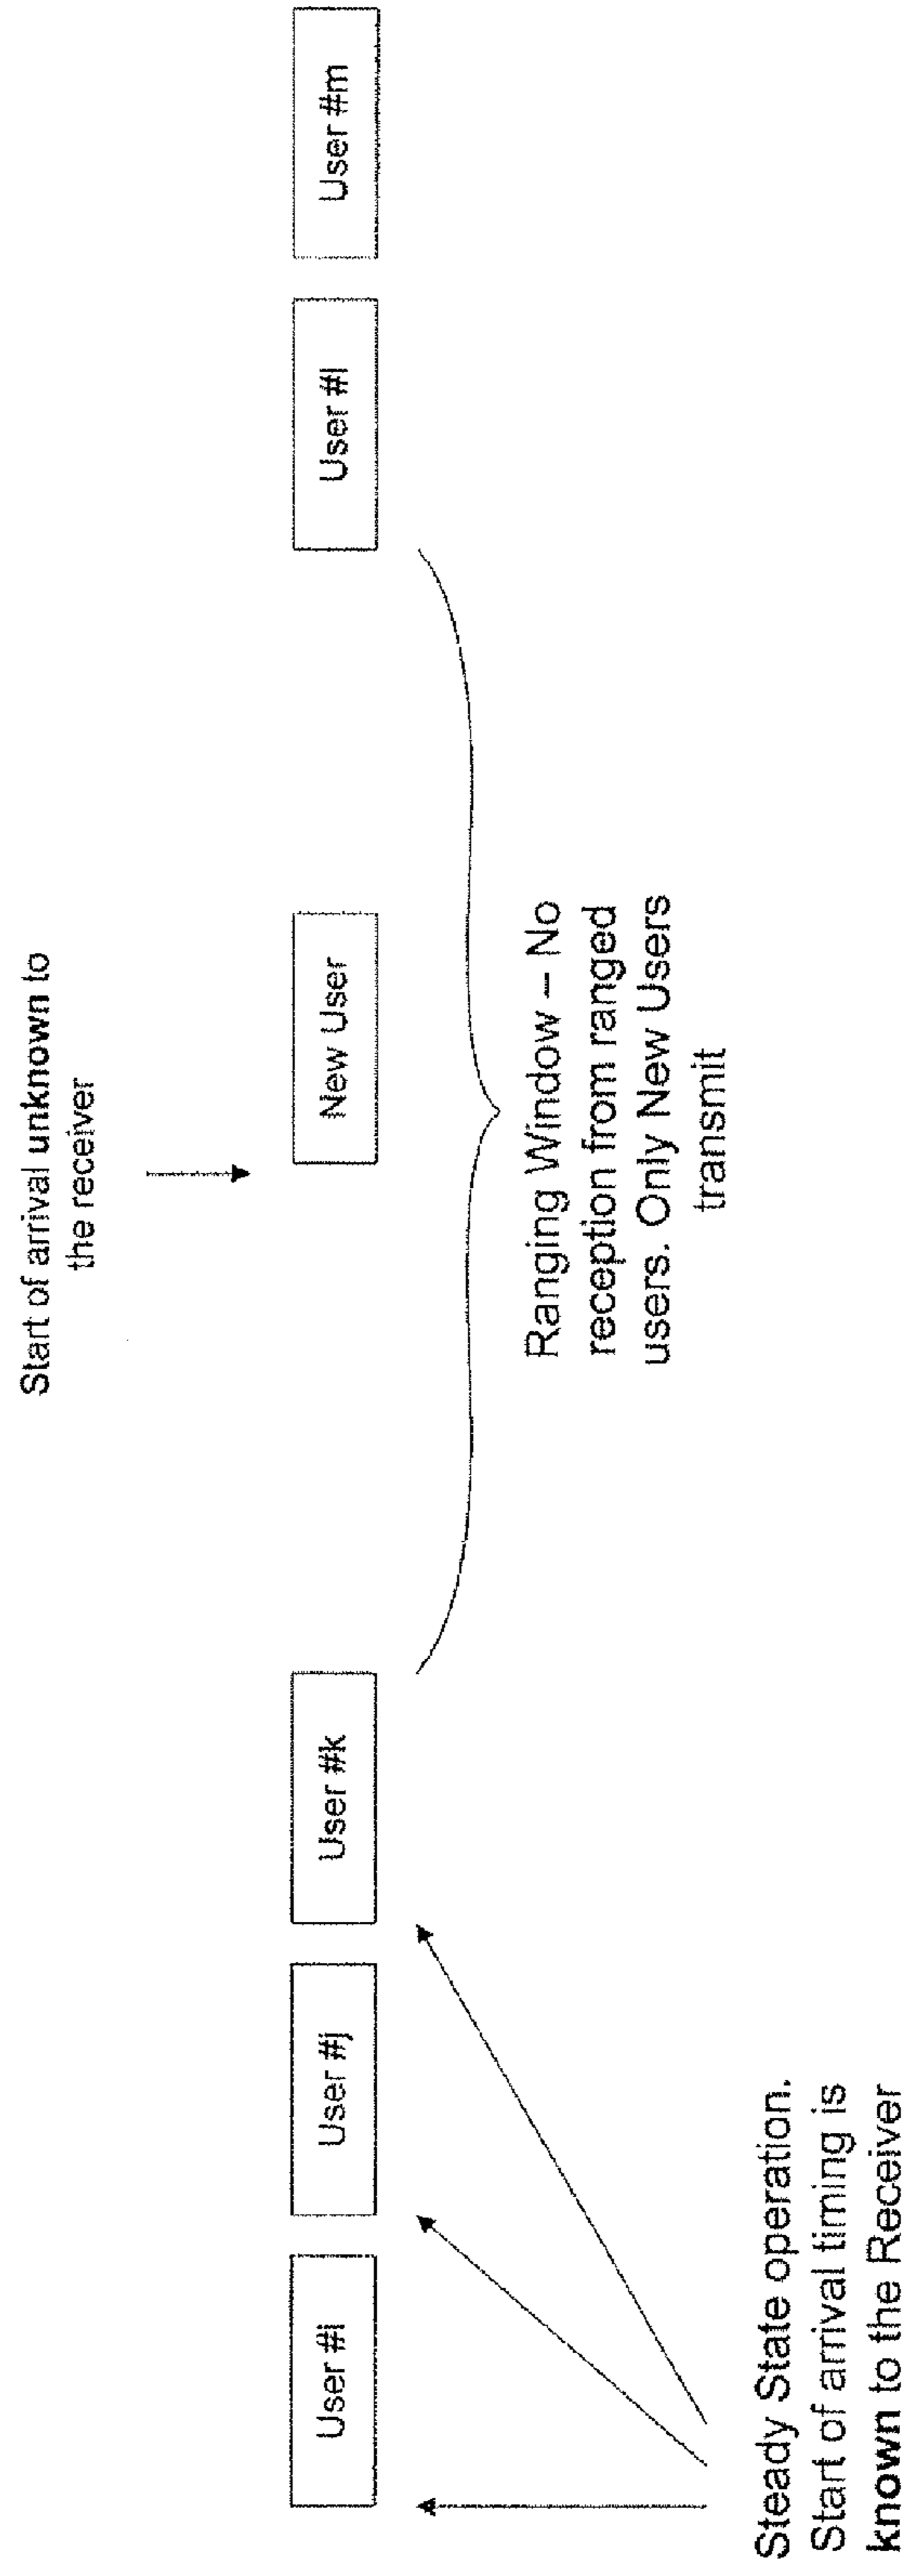 Start of arrival unknown to
the receiver
User #i
User #j
User #k
New User
User #l
User #m
Ranging Window – No
reception from ranged
users. Only New Users
transmit
Steady State operation.
Start of arrival timing is
known to the Receiver